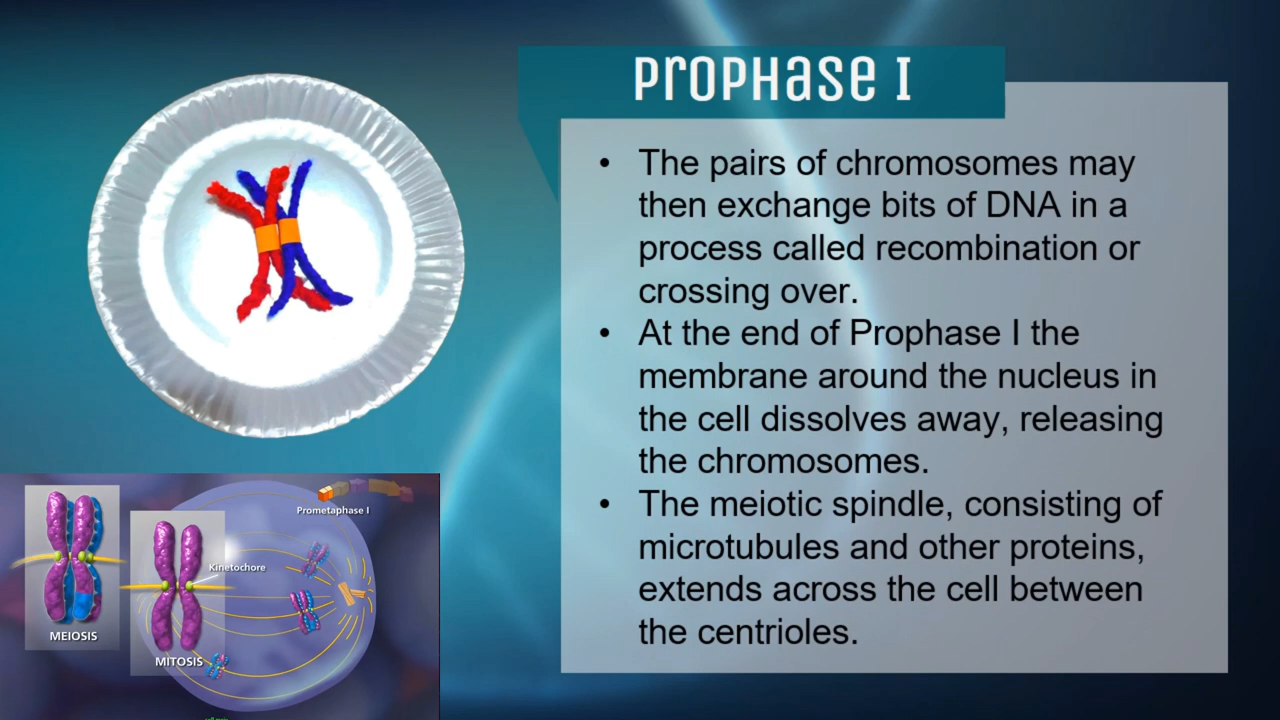 PROPHASE I
• The pairs of chromosomes may
then exchange bits of DNA in a
process called recombination or
crossing over.
• At the end of Prophase I the
membrane around the nucleus in
the cell dissolves away, releasing
the chromosomes.
• The meiotic spindle, consisting of
microtubules and other proteins,
extends across the cell between
the centrioles.
Prometaphase I
Kinetochore
MEIOSIS
MITOSIS